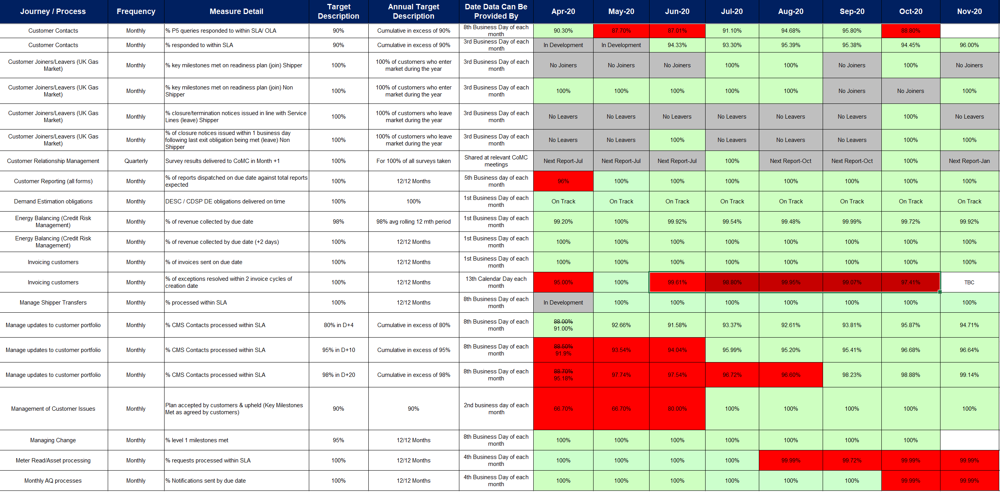 Journey / Process Frequency Measure Detail Target Description Annual Target Description Date Data Can Be Provided By Apr-20 May-20 Jun-20 Jul-20 Aug-20 Sep-20 Oct-20 Nov-20
Customer Contacts Monthly % P5 queries responded to within SLA/ OLA 90% Cumulative in excess of 90% 8th Business Day of each month 90.30% 87.70% 87.01% 91.10% 94.68% 95.80% 88.80%
Customer Contacts Monthly % responded to within SLA 90% Cumulative in excess of 90% 3rd Business Day of each month In Development In Development 94.33% 93.30% 95.39% 95.38% 94.45% 96.00%
Customer Joiners/Leavers (UK Gas Market) Monthly % key milestones met on readiness plan (join) Shipper 100% 100% of customers who enter market during the year 3rd Business Day of each month No Joiners No Joiners No Joiners 100% 100% No Joiners 100% No Joiners
Customer Joiners/Leavers (UK Gas Market) Monthly % key milestones met on readiness plan (join) Non Shipper 100% 100% of customers who enter market during the year 3rd Business Day of each month 100% 100% 100% 100% 100% No Joiners No Joiners 100%
Customer Joiners/Leavers (UK Gas Market) Monthly % closure/termination notices issued in line with Service Lines (leave) Shipper 100% 100% of customers who leave market during the year 3rd Business Day of each month No Leavers No Leavers No Leavers No Leavers No Leavers No Leavers 100% No Leavers
Customer Joiners/Leavers (UK Gas Market) Monthly % of closure notices issued within 1 business day following last exit obligation being met (leave) Non Shipper 100% 100% of customers who leave market during the year 3rd Business Day of each month No Leavers No Leavers 100% No Leavers No Leavers No Leavers 100% 100%
Customer Relationship Management Quarterly Survey results delivered to CoMC in Month +1 100% For 100% of all surveys taken Shared at relevant CoMC meetings Next Report-Jul Next Report-Jul Next Report-Jul 100% Next Report-Oct Next Report-Oct 100% Next Report-Jan
Customer Reporting (all forms) Monthly % of reports dispatched on due date against total reports expected 100% 12/12 Months 5th Business day of each month 96% 100% 100% 100% 100% 100% 100% 100%
Demand Estimation obligations Monthly DESC / CDSP DE obligations delivered on time 100% 100% 1st Business Day of each month On Track On Track On Track On Track On Track On Track On Track On Track
Energy Balancing (Credit Risk Management) Monthly % of revenue collected by due date 98% 98% avg rolling 12 mth period 1st Business Day of each month 99.20% 100% 99.92% 99.54% 99.48% 99.99% 99.72% 99.92%
Energy Balancing (Credit Risk Management) Monthly % of revenue collected by due date (+2 days) 100% 12/12 Months 1st Business Day of each month 100% 100% 100% 100% 100% 100% 100% 100%
Invoicing customers Monthly % of invoices sent on due date 100% 12/12 Months 1st Business Day of each month 100% 100% 100% 100% 100% 100% 100% 100%
Invoicing customers Monthly % of exceptions resolved within 2 invoice cycles of creation date 100% 12/12 Months 13th Calendar Day each month 95.00% 100% 99.61% 98.80% 99.95% 99.07% 97.41% TBC
Manage Shipper Transfers Monthly % processed within SLA 100% 12/12 Months 8th Business Day of each month In Development 100% 100% 100% 100% 100% 100% 100%
Manage updates to customer portfolio Monthly % CMS Contacts processed within SLA 80% in D+4 Cumulative in excess of 80% 8th Business Day of each month 88.00% 91.00% 92.66% 91.58% 93.37% 92.61% 93.81% 95.87% 94.71%
Manage updates to customer portfolio Monthly % CMS Contacts processed within SLA 95% in D+10 Cumulative in excess of 95% 8th Business Day of each month 88.50% 91.9% 93.54% 94.04% 95.99% 95.20% 95.41% 96.68% 96.64%
Manage updates to customer portfolio Monthly % CMS Contacts processed within SLA 98% in D+20 Cumulative in excess of 98% 8th Business Day of each month 88.70% 95.18% 97.74% 97.54% 96.72% 96.60% 98.23% 98.88% 99.14%
Management of Customer Issues Monthly Plan accepted by customers & upheld (Key Milestones Met as agreed by customers) 90% 90% 2nd business day of each month 66.70% 66.70% 80.00% 100% 100% 100% 100% 100%
Managing Change Monthly % level 1 milestones met 95% 12/12 Months 8th Business Day of each month 100% 100% 100% 100% 100% 100% 100%
Meter Read/Asset processing Monthly % requests processed within SLA 100% 12/12 Months 4th Business Day of each month 100% 100% 100% 100% 99.99% 99.72% 99.99% 99.99%
Monthly AQ processes Monthly % Notifications sent by due date 100% 12/12 Months 4th Business Day of each month 100% 100% 100% 100% 100% 100% 99.99% 99.99%